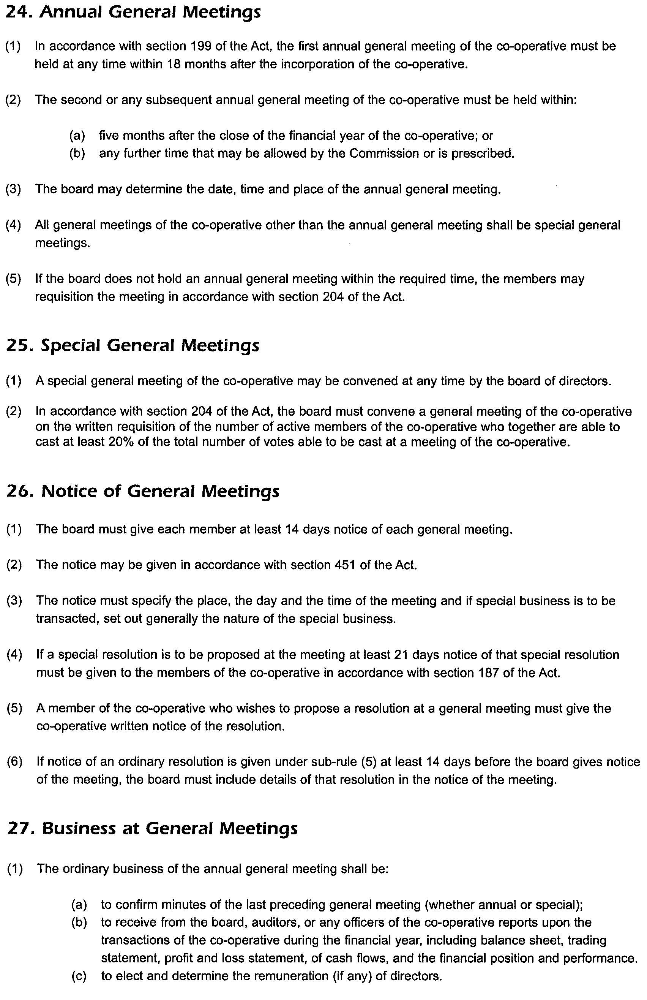 24. Annual General Meetings
(1) In accordance with section 199 of the Act, the first annual general meeting of the co-operative must be
held at any time within 18 months after the incorporation of the co-operative.
(2) The second or any subsequent annual general meeting of the co-operative must be held within:
(a) five months after the close of the financial year of the co-operative; or
(b) any further time that may be allowed by the Commission or is prescribed.
(3) The board may determine the date, time and place of the annual general meeting.
(4) All general meetings of the co-operative other than the annual general meeting shall be special general
meetings.
(5) If the board does not hold an annual general meeting within the required time, the members may
requisition the meeting in accordance with section 204 of the Act.
25. Special General Meetings
(1) A special general meeting of the co-operative may be convened at any time by the board of directors.
(2) In accordance with section 204 of the Act, the board must convene a general meeting of the co-operative
on the written requisition of the number of active members of the co-operative who together are able to
cast at least 20% of the total number of votes able to be cast at a meeting of the co-operative.
26. Notice of General Meetings
(1) The board must give each member at least 14 days notice of each general meeting.
(2) The notice may be given in accordance with section 451 of the Act.
(3) The notice must specify the place, the day and the time of the meeting and if special business is to be
transacted, set out generally the nature of the special business.
(4) If a special resolution is to be proposed at the meeting at least 21 days notice of that special resolution
must be given to the members of the co-operative in accordance with section 187 of the Act.
(5) A member of the co-operative who wishes to propose a resolution at a general meeting must give the
co-operative written notice of the resolution.
(6) If notice of an ordinary resolution is given under sub-rule (5) at least 14 days before the board gives notice
of the meeting, the board must include details of that resolution in the notice of the meeting.
27. Business at General Meetings
(1) The ordinary business of the annual general meeting shall be:
(a) to confirm minutes of the last preceding general meeting (whether annual or special);
(b) to receive from the board, auditors, or any officers of the co-operative reports upon the
transactions of the co-operative during the financial year, including balance sheet, trading
statement, profit and loss statement, of cash flows, and the financial position and performance.
(c) to elect and determine the remuneration (if any) of directors.